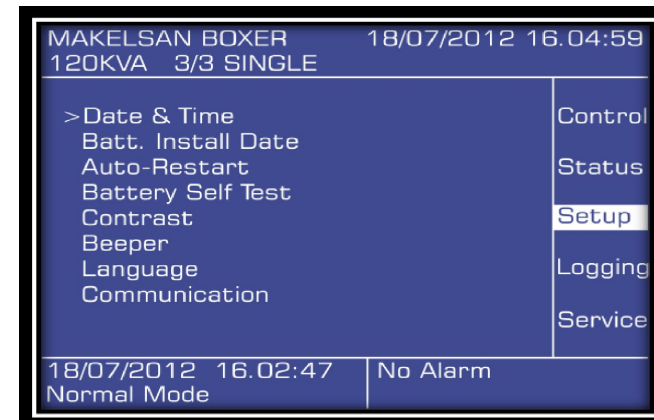 MAKELSAN BOXER 18/07/2012 16.04:59
120KVA 3/3 SINGLE
>Date & Time
Batt. Install Date
Auto-Restart
Battery Self Test
Contrast
Beeper
Language
Communication
Control
Status
Setup
Logging
Service
18/07/2012 16.02:47
Normal Mode
No Alarm